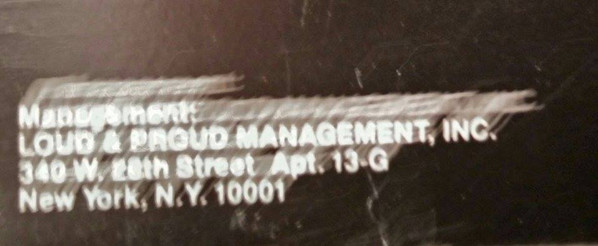 Management:
LOUD & PROUD MANAGEMENT, INC.
340 W. 28th Street Apt. 13-G
New York, N.Y. 10001